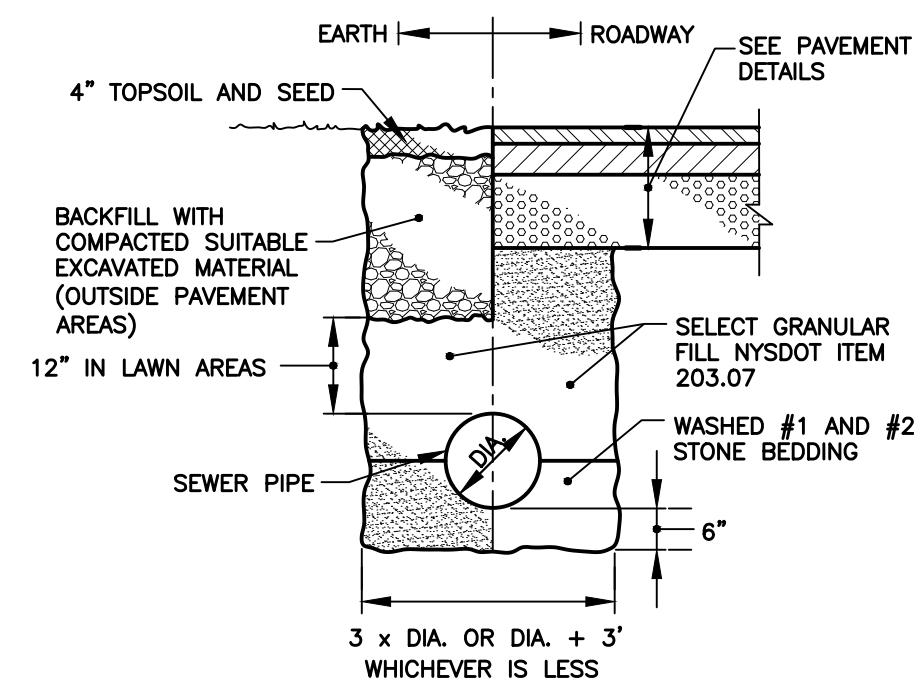 EARTH
ROADWAY
SEE PAVEMENT
DETAILS
4" TOPSOIL AND SEED
BACKFILL WITH
COMPACTED SUITABLE
EXCAVATED MATERIAL
(OUTSIDE PAVEMENT
AREAS)
12" IN LAWN AREAS
SELECT GRANULAR
FILL NYSDOT ITEM
203.07
WASHED #1 AND #2
STONE BEDDING
DIA.
SEWER PIPE
6"
3 x DIA. OR DIA. + 3'
WHICHEVER IS LESS